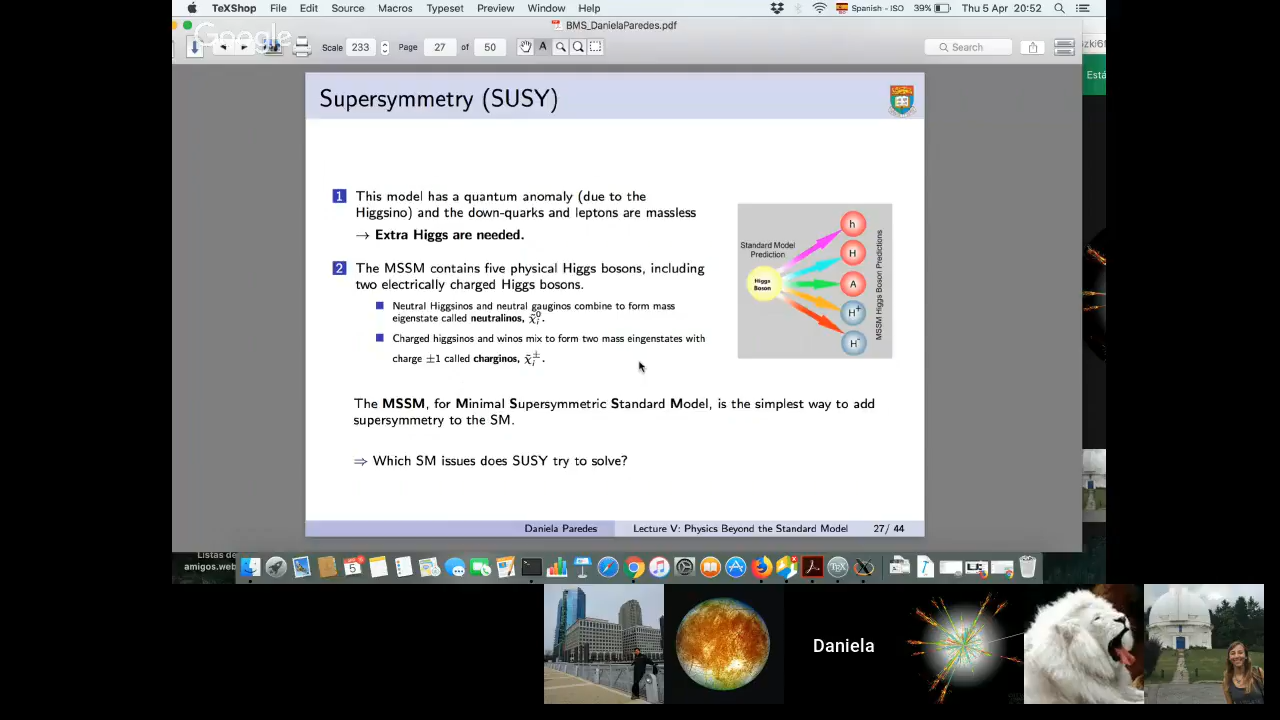 TeXShop File Edit Source Macros Typeset Preview Window Help Spanish - ISO 39% Thu 5 Apr 20:52
BMS_DanielaParedes.pdf
Google
Scale 233 Page 27 of 50 Search
Está
Supersymmetry (SUSY)
1 This model has a quantum anomaly (due to the
Higgsino) and the down-quarks and leptons are massless
→ Extra Higgs are needed.
2 The MSSM contains five physical Higgs bosons, including
two electrically charged Higgs bosons.
Neutral Higgsinos and neutral gauginos combine to form mass
eigenstate called neutralinos, χ̃⁰ᵢ.
Charged higgsinos and winos mix to form two mass eingenstates with
charge ±1 called charginos, χ̃±ᵢ.
Standard Model
Prediction
Higgs
Boson
h
H
A
H+
H-
MSSM Higgs Boson Predictions
The MSSM, for Minimal Supersymmetric Standard Model, is the simplest way to add
supersymmetry to the SM.
⇒ Which SM issues does SUSY try to solve?
Daniela Paredes Lecture V: Physics Beyond the Standard Model 27/ 44
Listas de
amigos.web
5
Daniela